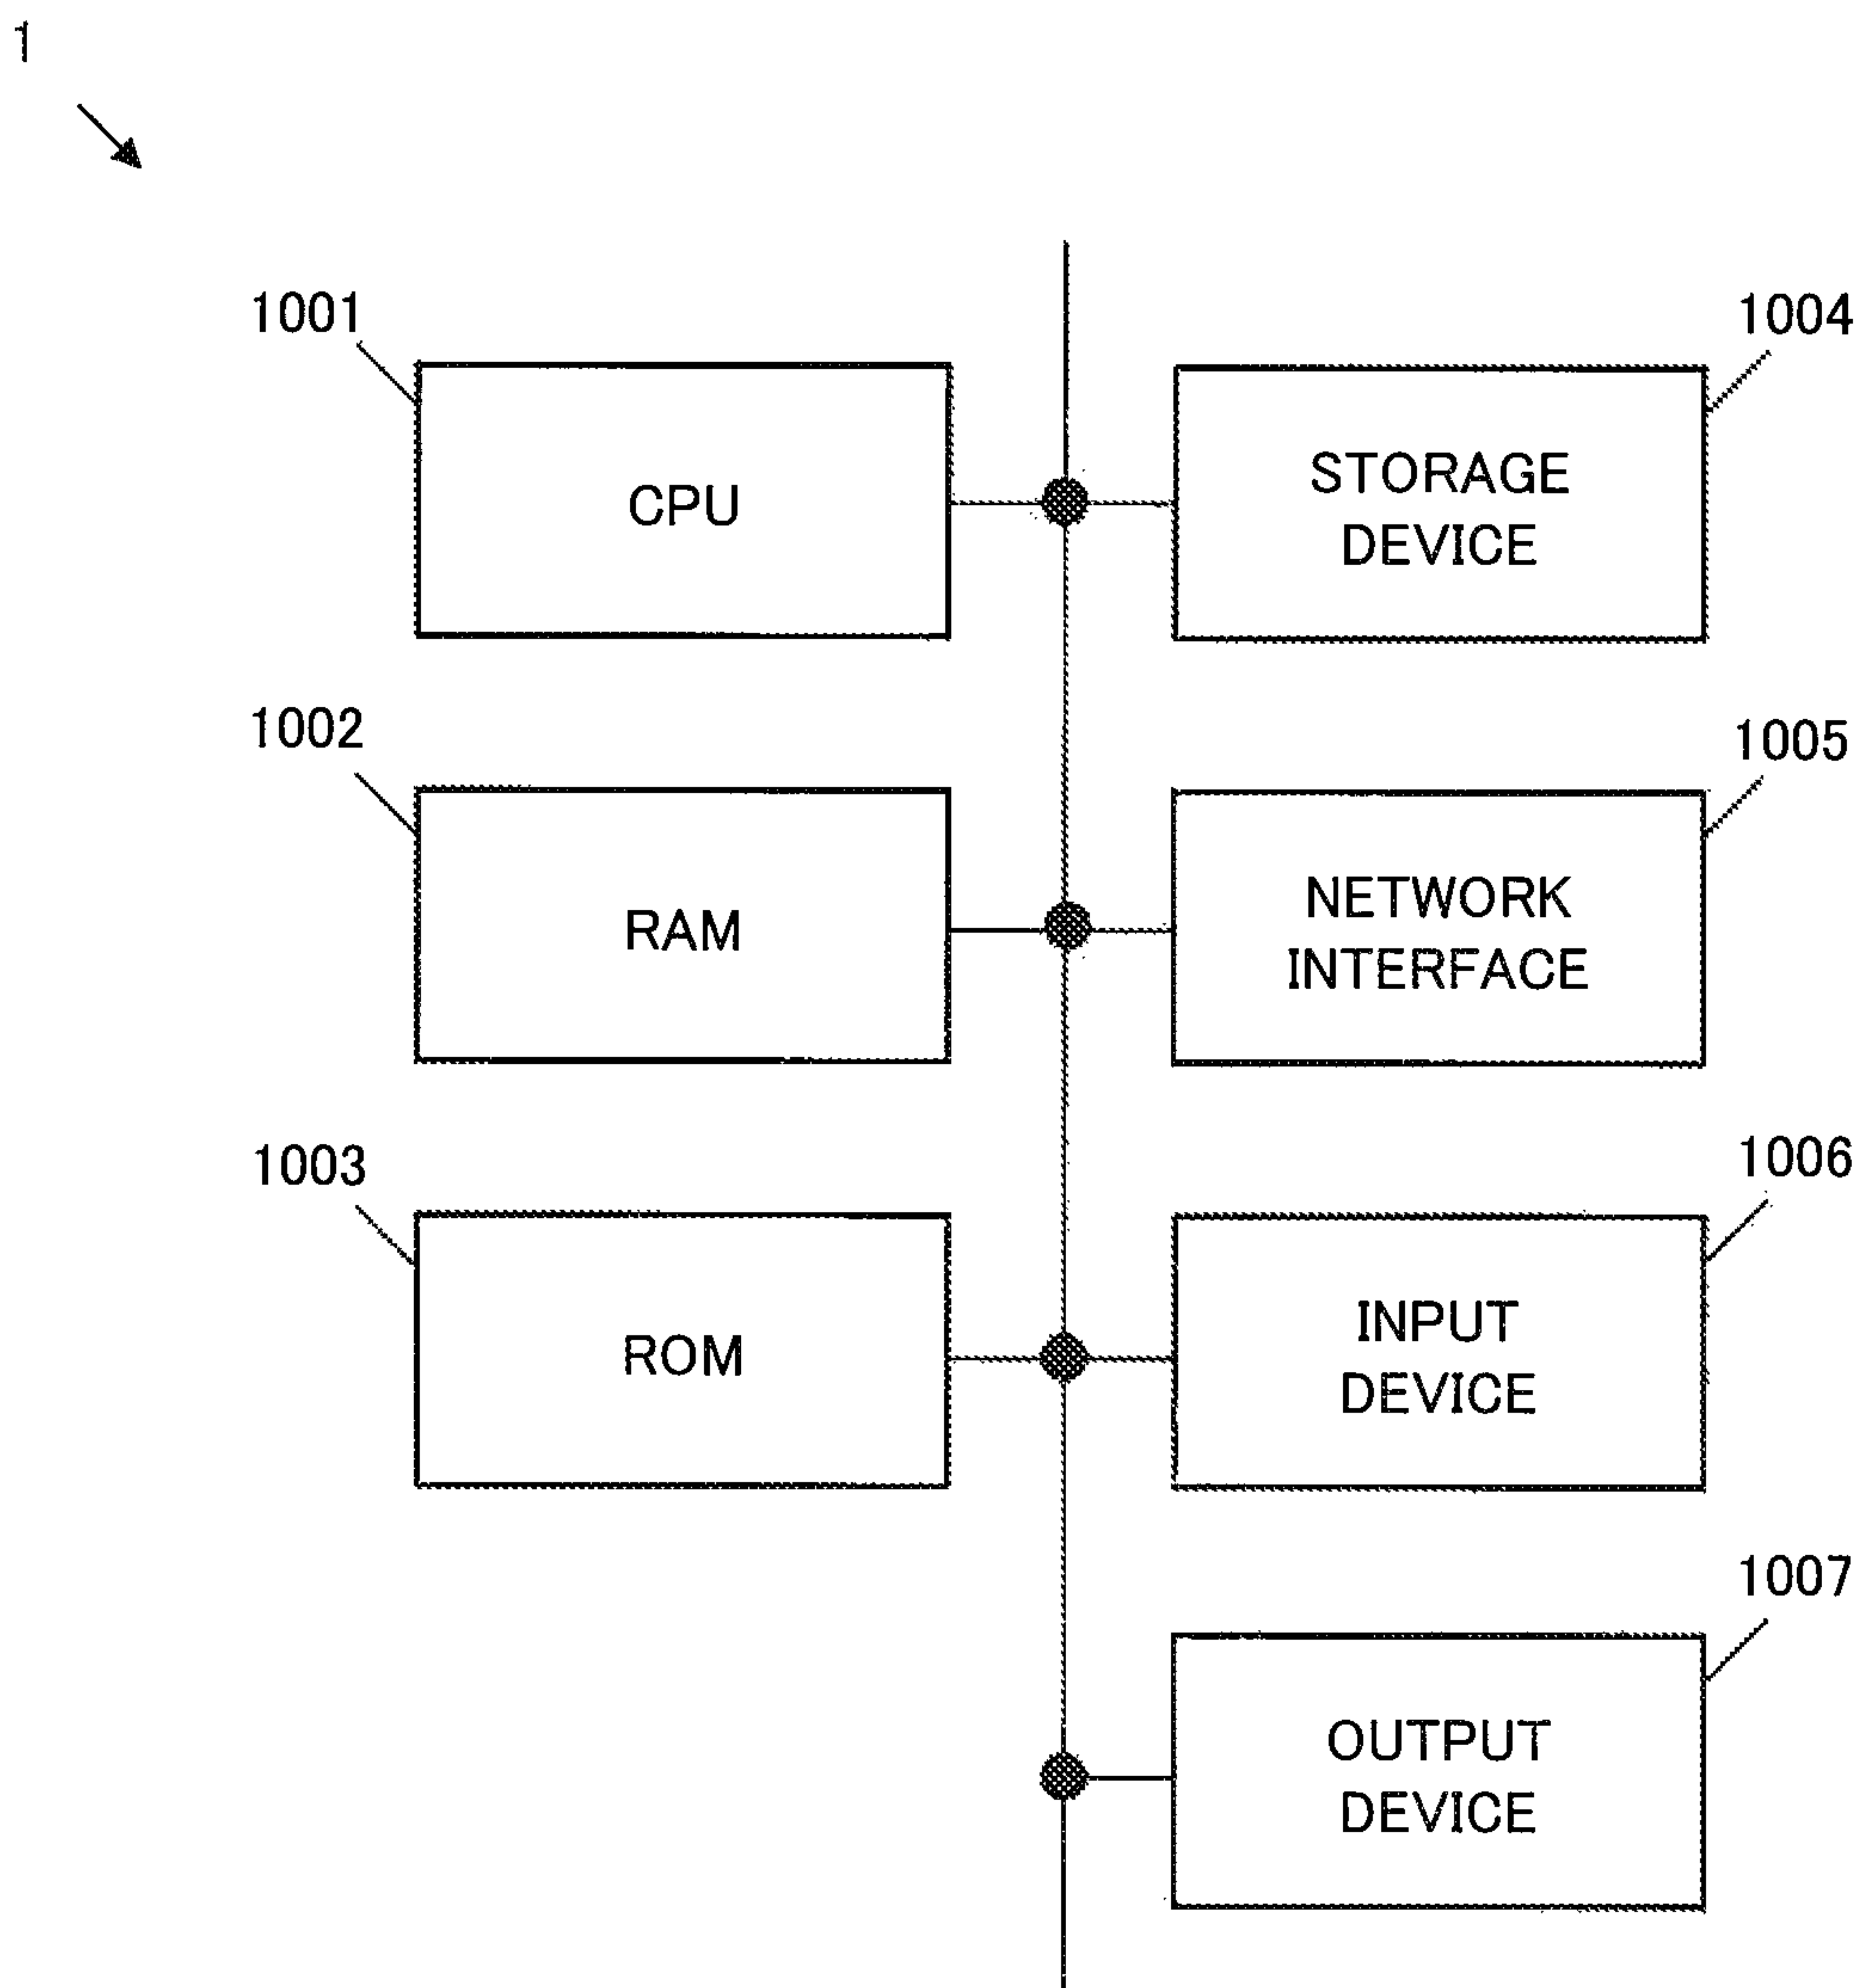 1
1001
CPU
1004
STORAGE
DEVICE
1002
RAM
1005
NETWORK
INTERFACE
1003
ROM
1006
INPUT
DEVICE
1007
OUTPUT
DEVICE